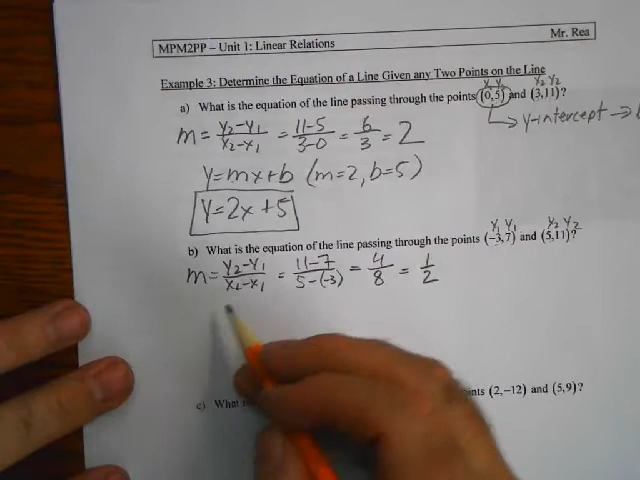 MPM2PP – Unit 1: Linear Relations Mr. Rea
Example 3: Determine the Equation of a Line Given any Two Points on the Line
x₁ y₁ x₂ y₂
a) What is the equation of the line passing through the points (0,5) and (3,11)?
m = y₂-y₁/x₂-x₁ = 11-5/3-0 = 6/3 = 2
y-intercept →
y=mx+b (m=2, b=5)
y=2x+5
x₁ y₁ x₂ y₂
b) What is the equation of the line passing through the points (−3,7) and (5,11)?
m = y₂-y₁/x₂-x₁ = 11-7/5-(-3) = 4/8 = 1/2
c) What (2,−12) and (5,9)?